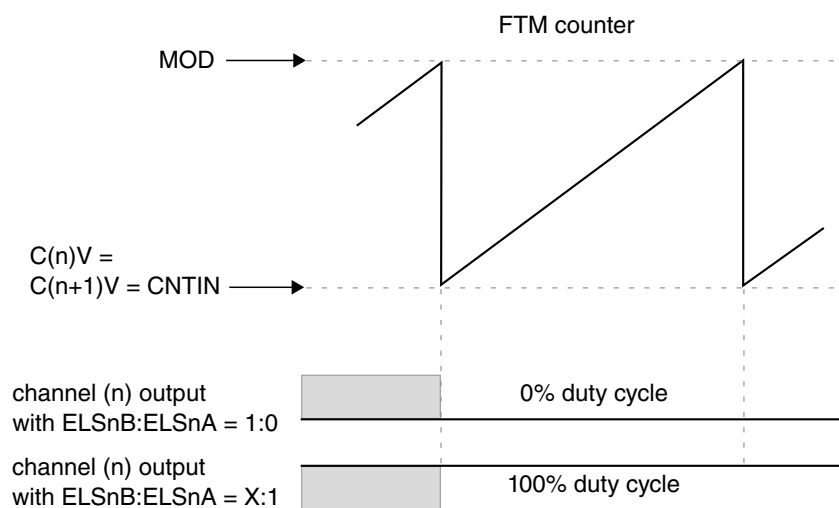 FTM counter
MOD
C(n)V =
C(n+1)V = CNTIN
channel (n) output
with ELSnB:ELSnA = 1:0
0% duty cycle
channel (n) output
with ELSnB:ELSnA = X:1
100% duty cycle